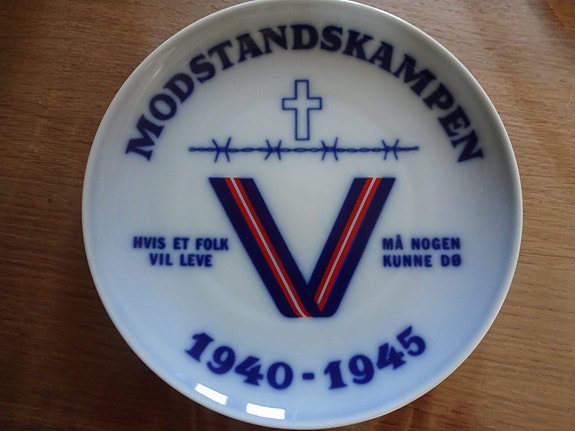 MODSTANDSKAMPEN
HVIS ET FOLK
VIL LEVE
MÅ NOGEN
KUNNE DØ
V
1940-1945